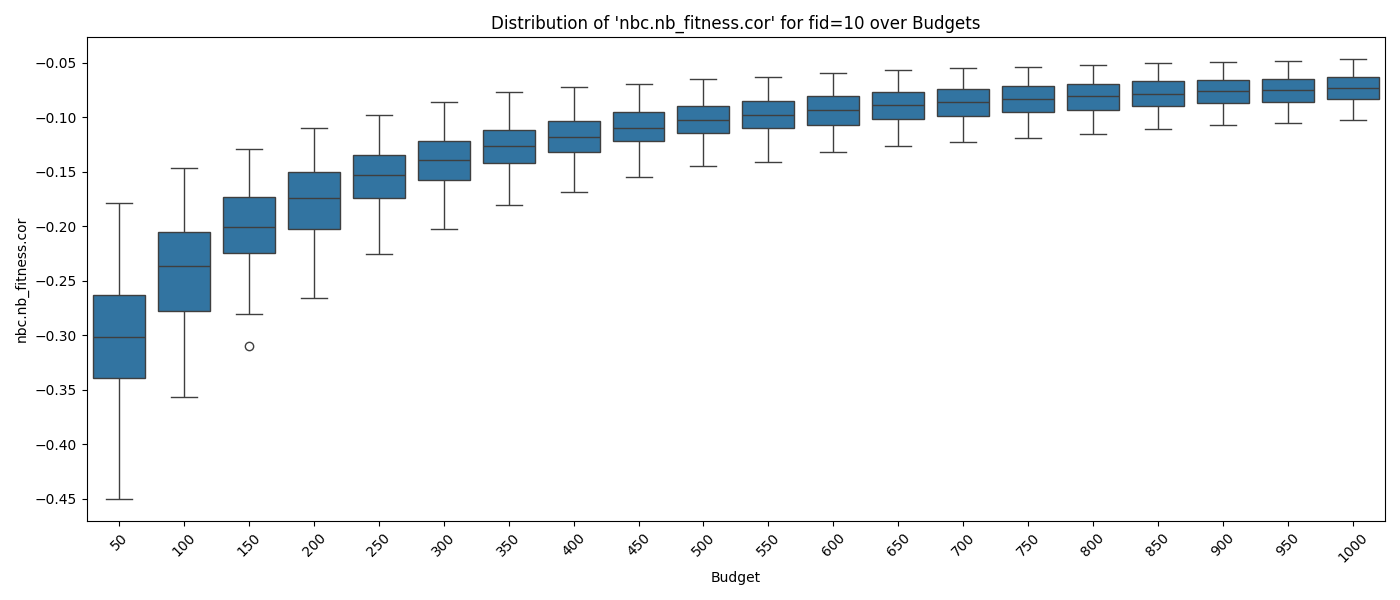 Distribution of 'nbc.nb_fitness.cor' for fid=10 over Budgets
nbc.nb_fitness.cor
−0.05
−0.10
−0.15
−0.20
−0.25
−0.30
−0.35
−0.40
−0.45
50 100 150 200 250 300 350 400 450 500 550 600 650 700 750 800 850 900 950 1000
Budget